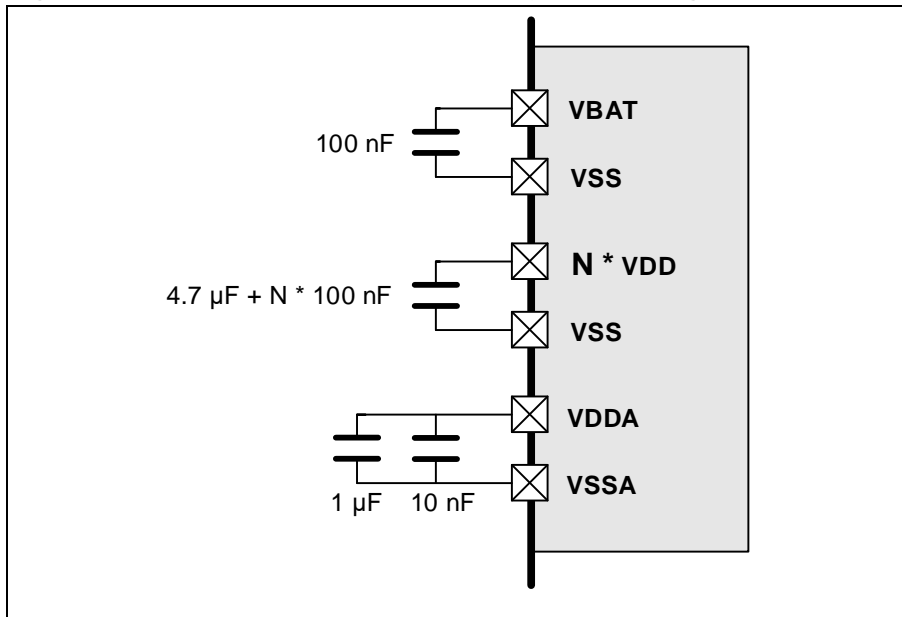 VBAT
100 nF
VSS
N * VDD
4.7 µF + N * 100 nF
VSS
VDDA
VSSA
1 µF 10 nF